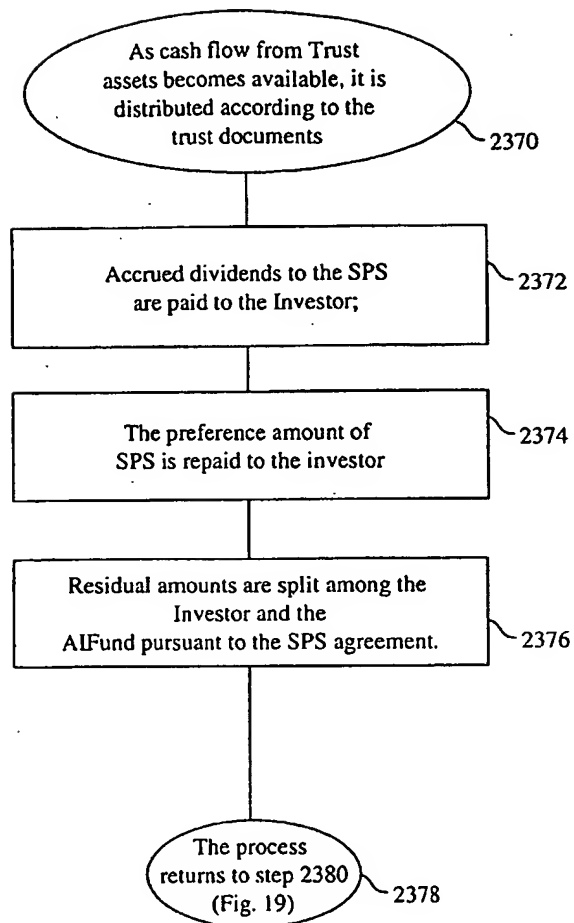 As cash flow from Trust
assets becomes available, it is
distributed according to the
trust documents
2370
Accrued dividends to the SPS
are paid to the Investor;
2372
The preference amount of
SPS is repaid to the investor
2374
Residual amounts are split among the
Investor and the
AIFund pursuant to the SPS agreement.
2376
The process
returns to step 2380
(Fig. 19)
2378